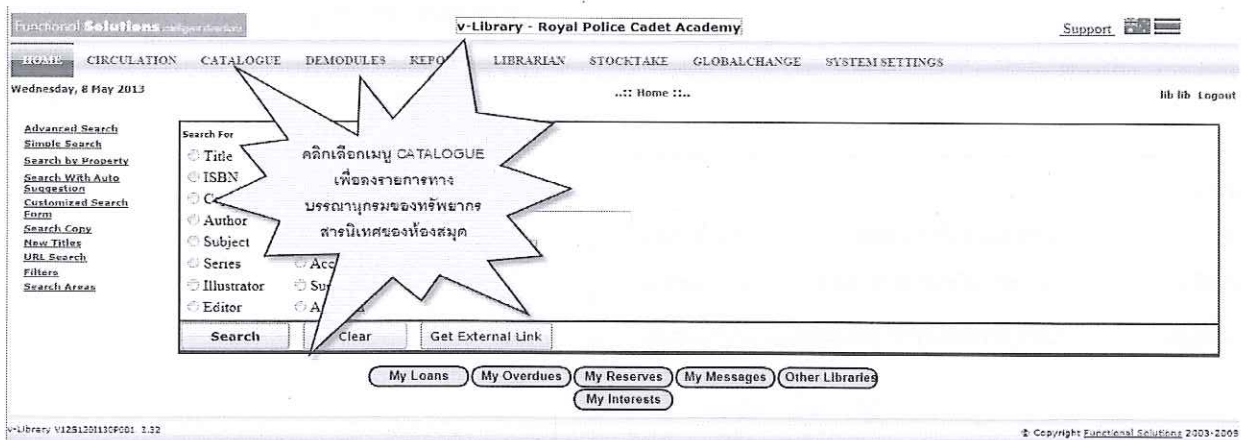 Functional Solutions
v-Library - Royal Police Cadet Academy
Support
HOME CIRCULATION CATALOGUE DEMODULES LIBRARIAN STOCKTAKE GLOBALCHANGE SYSTEM SETTINGS
Wednesday, 8 May 2013 ..:: Home ::.. lib lib Logout
Advanced Search
Simple Search
Search by Property
Search With Auto
Suggestion
Customized Search
Form
Search Copy
New Titles
URL Search
Filters
Search Areas
Search For
Title
ISBN
Author
Subject
Series
Illustrator
Editor
คลิกเลือกเมนู CATALOGUE
เพื่อลงรายการทาง
บรรณานุกรมของทรัพยากร
สารนิเทศของห้องสมุด
Search Clear Get External Link
My Loans My Overdues My Reserves My Messages Other Libraries
My Interests
© Copyright Functional Solutions 2003-2009